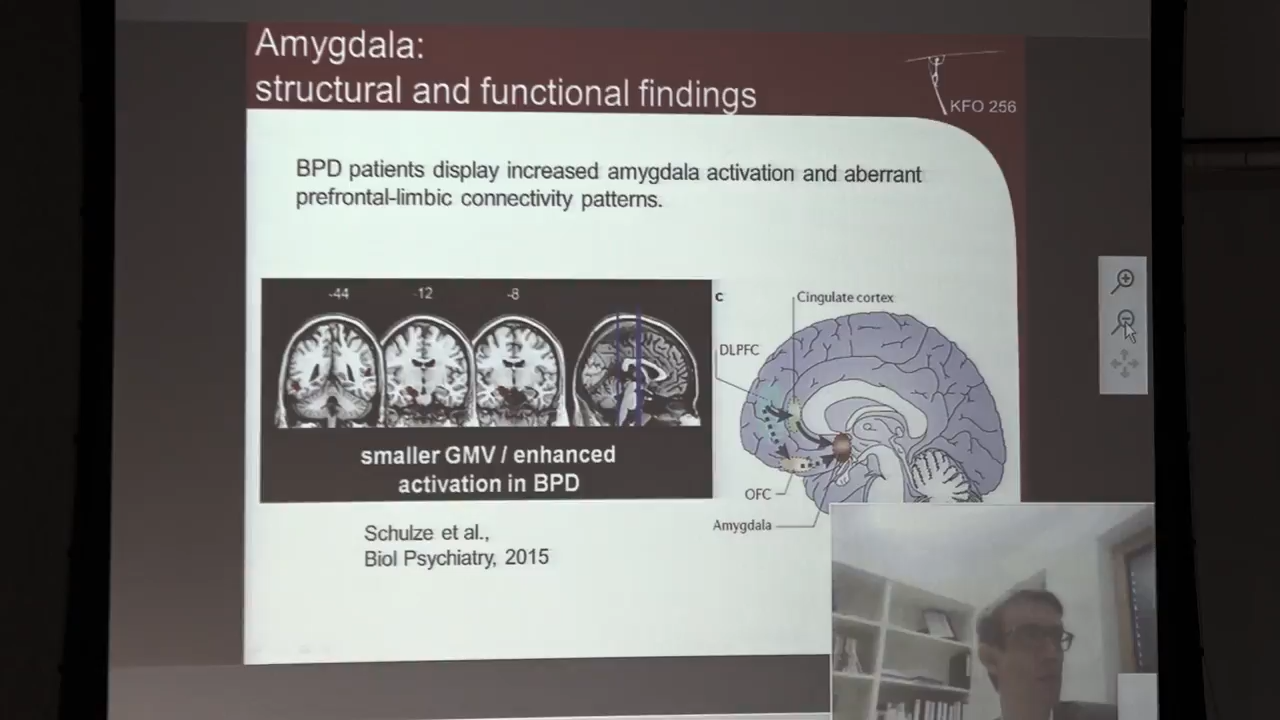 Amygdala:
structural and functional findings
KFO 256
BPD patients display increased amygdala activation and aberrant
prefrontal-limbic connectivity patterns.
-44 -12 -8
smaller GMV / enhanced
activation in BPD
Schulze et al.,
Biol Psychiatry, 2015
c
Cingulate cortex
DLPFC
OFC
Amygdala